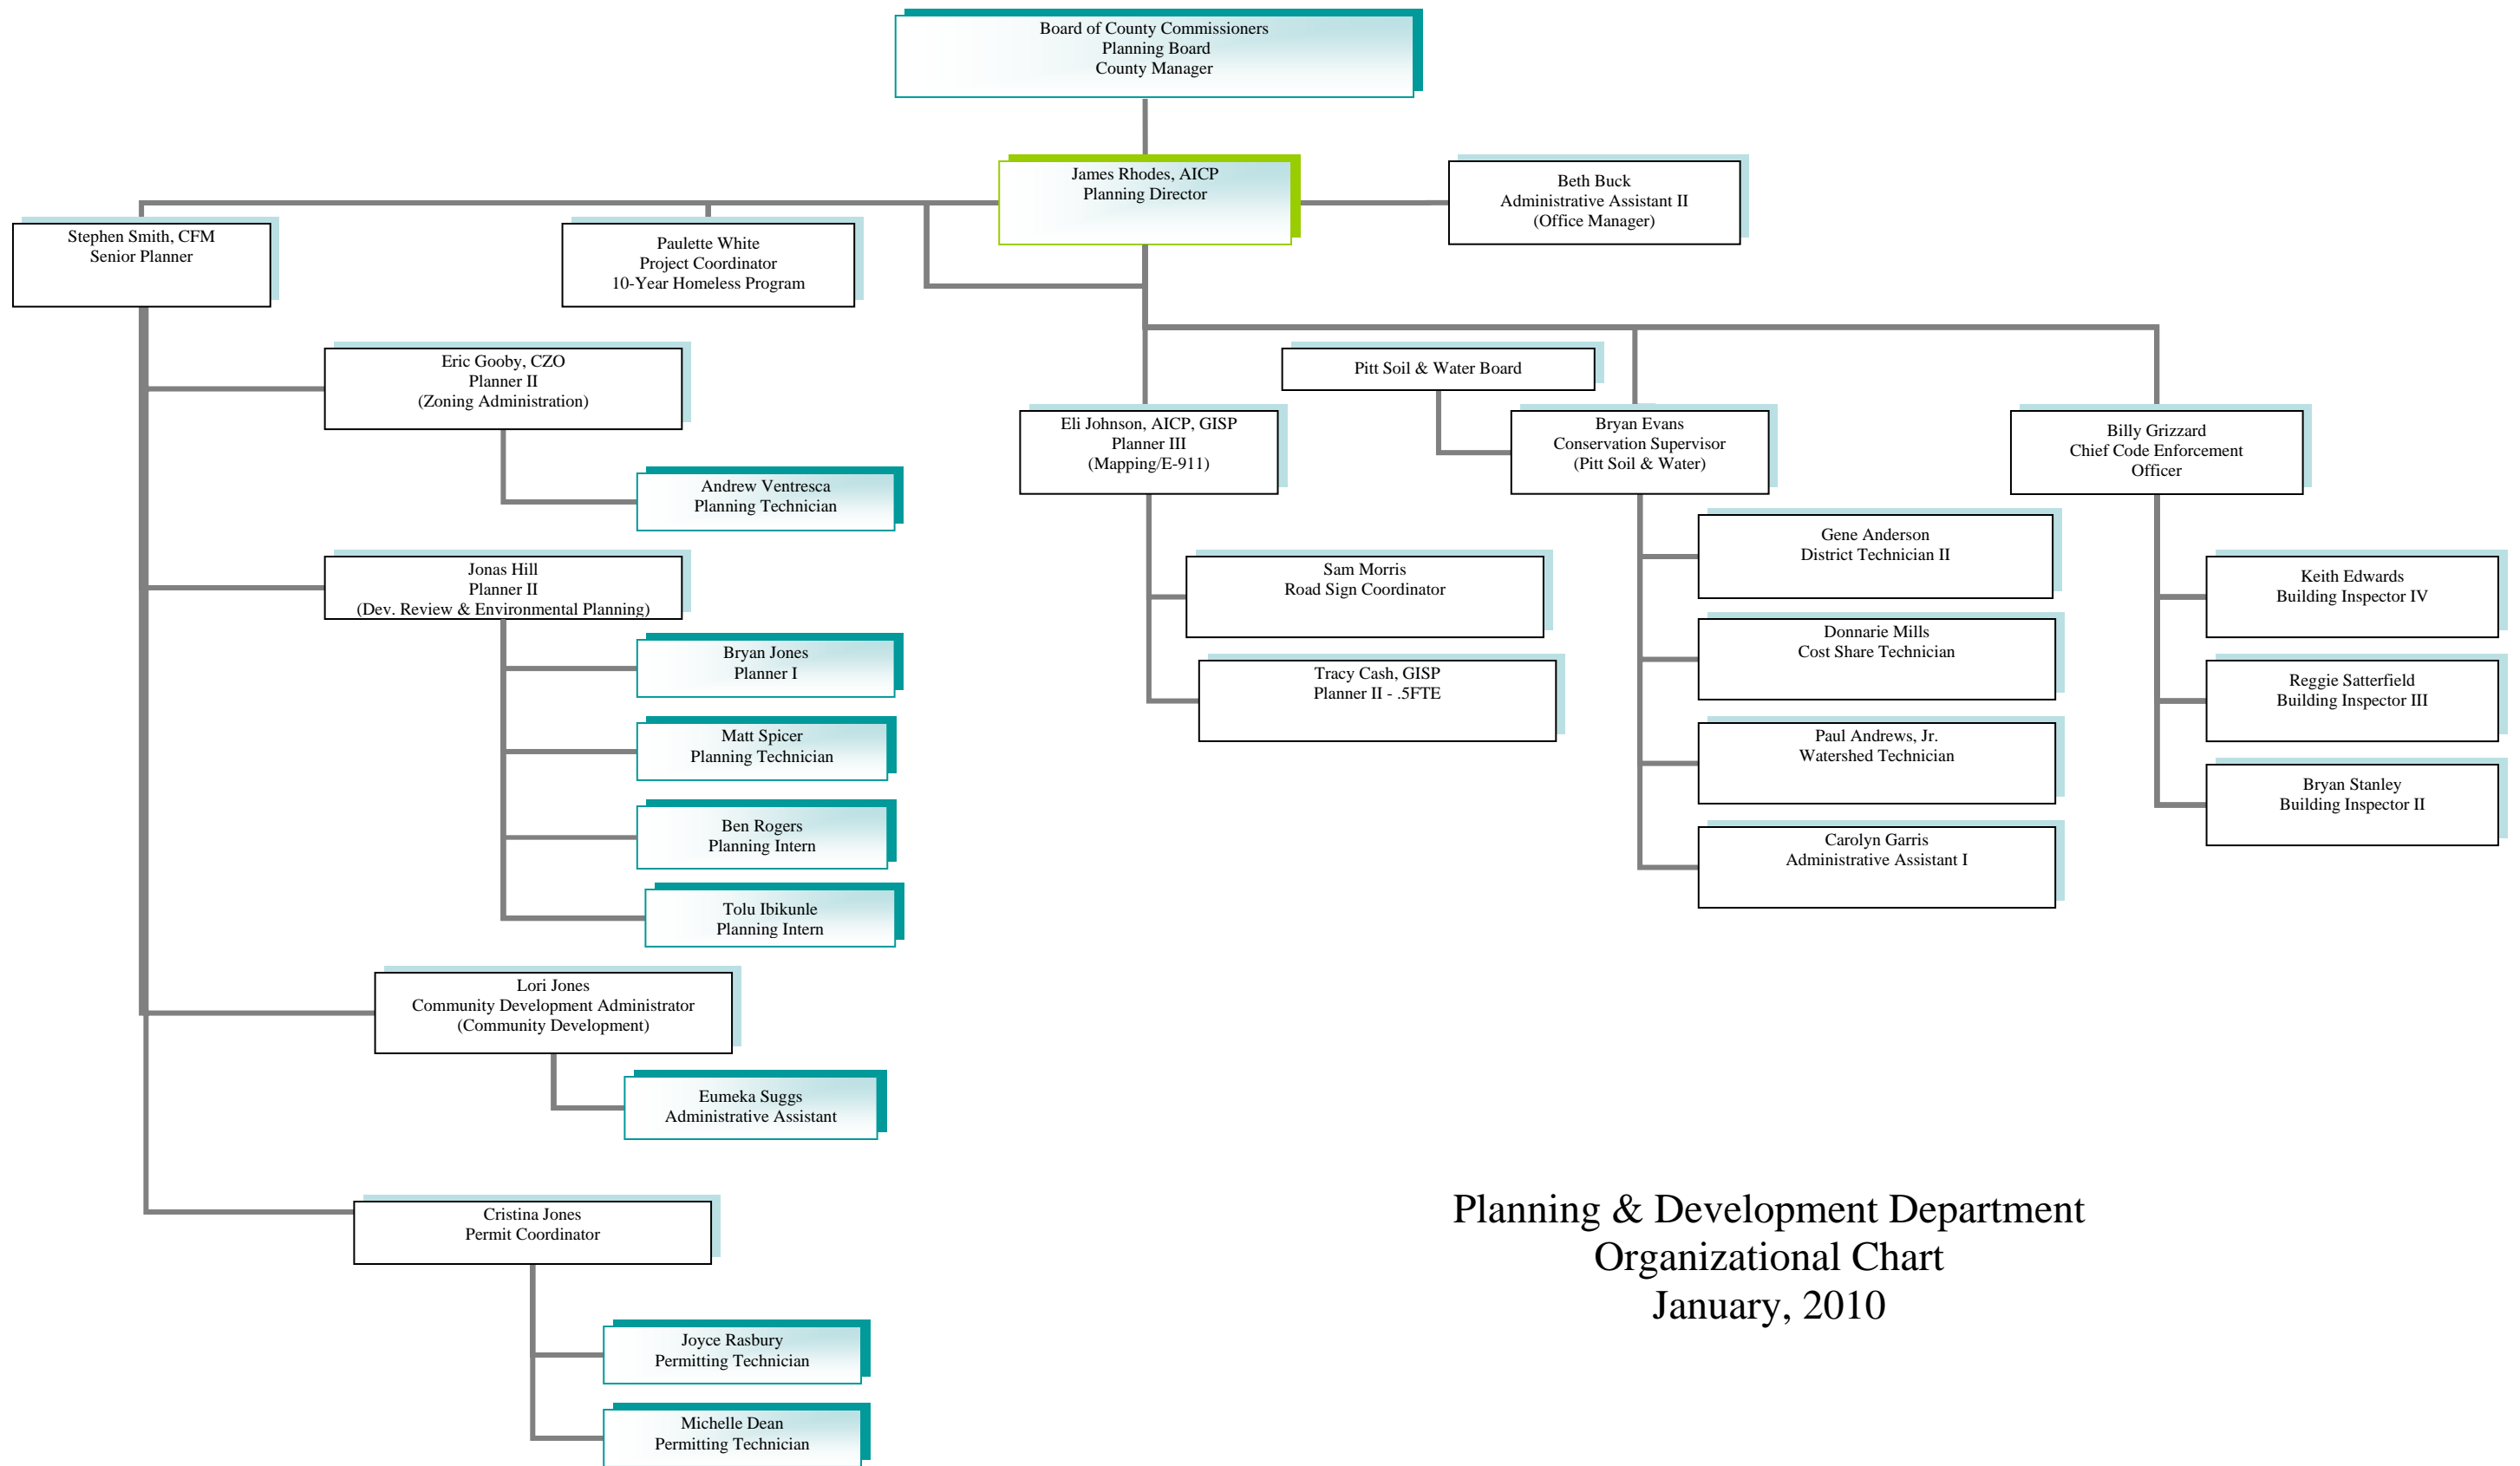 Board of County Commissioners
Planning Board
County Manager
James Rhodes, AICP
Planning Director
Beth Buck
Administrative Assistant II
(Office Manager)
Stephen Smith, CFM
Senior Planner
Paulette White
Project Coordinator
10-Year Homeless Program
Eric Gooby, CZO
Planner II
(Zoning Administration)
Andrew Ventresca
Planning Technician
Jonas Hill
Planner II
(Dev. Review & Environmental Planning)
Bryan Jones
Planner I
Matt Spicer
Planning Technician
Ben Rogers
Planning Intern
Tolu Ibikunle
Planning Intern
Lori Jones
Community Development Administrator
(Community Development)
Eumeka Suggs
Administrative Assistant
Cristina Jones
Permit Coordinator
Joyce Rasbury
Permitting Technician
Michelle Dean
Permitting Technician
Eli Johnson, AICP, GISP
Planner III
(Mapping/E-911)
Sam Morris
Road Sign Coordinator
Tracy Cash, GISP
Planner II - .5FTE
Pitt Soil & Water Board
Bryan Evans
Conservation Supervisor
(Pitt Soil & Water)
Gene Anderson
District Technician II
Donnarie Mills
Cost Share Technician
Paul Andrews, Jr.
Watershed Technician
Carolyn Garris
Administrative Assistant I
Billy Grizzard
Chief Code Enforcement
Officer
Keith Edwards
Building Inspector IV
Reggie Satterfield
Building Inspector III
Bryan Stanley
Building Inspector II
Planning & Development Department
Organizational Chart
January, 2010